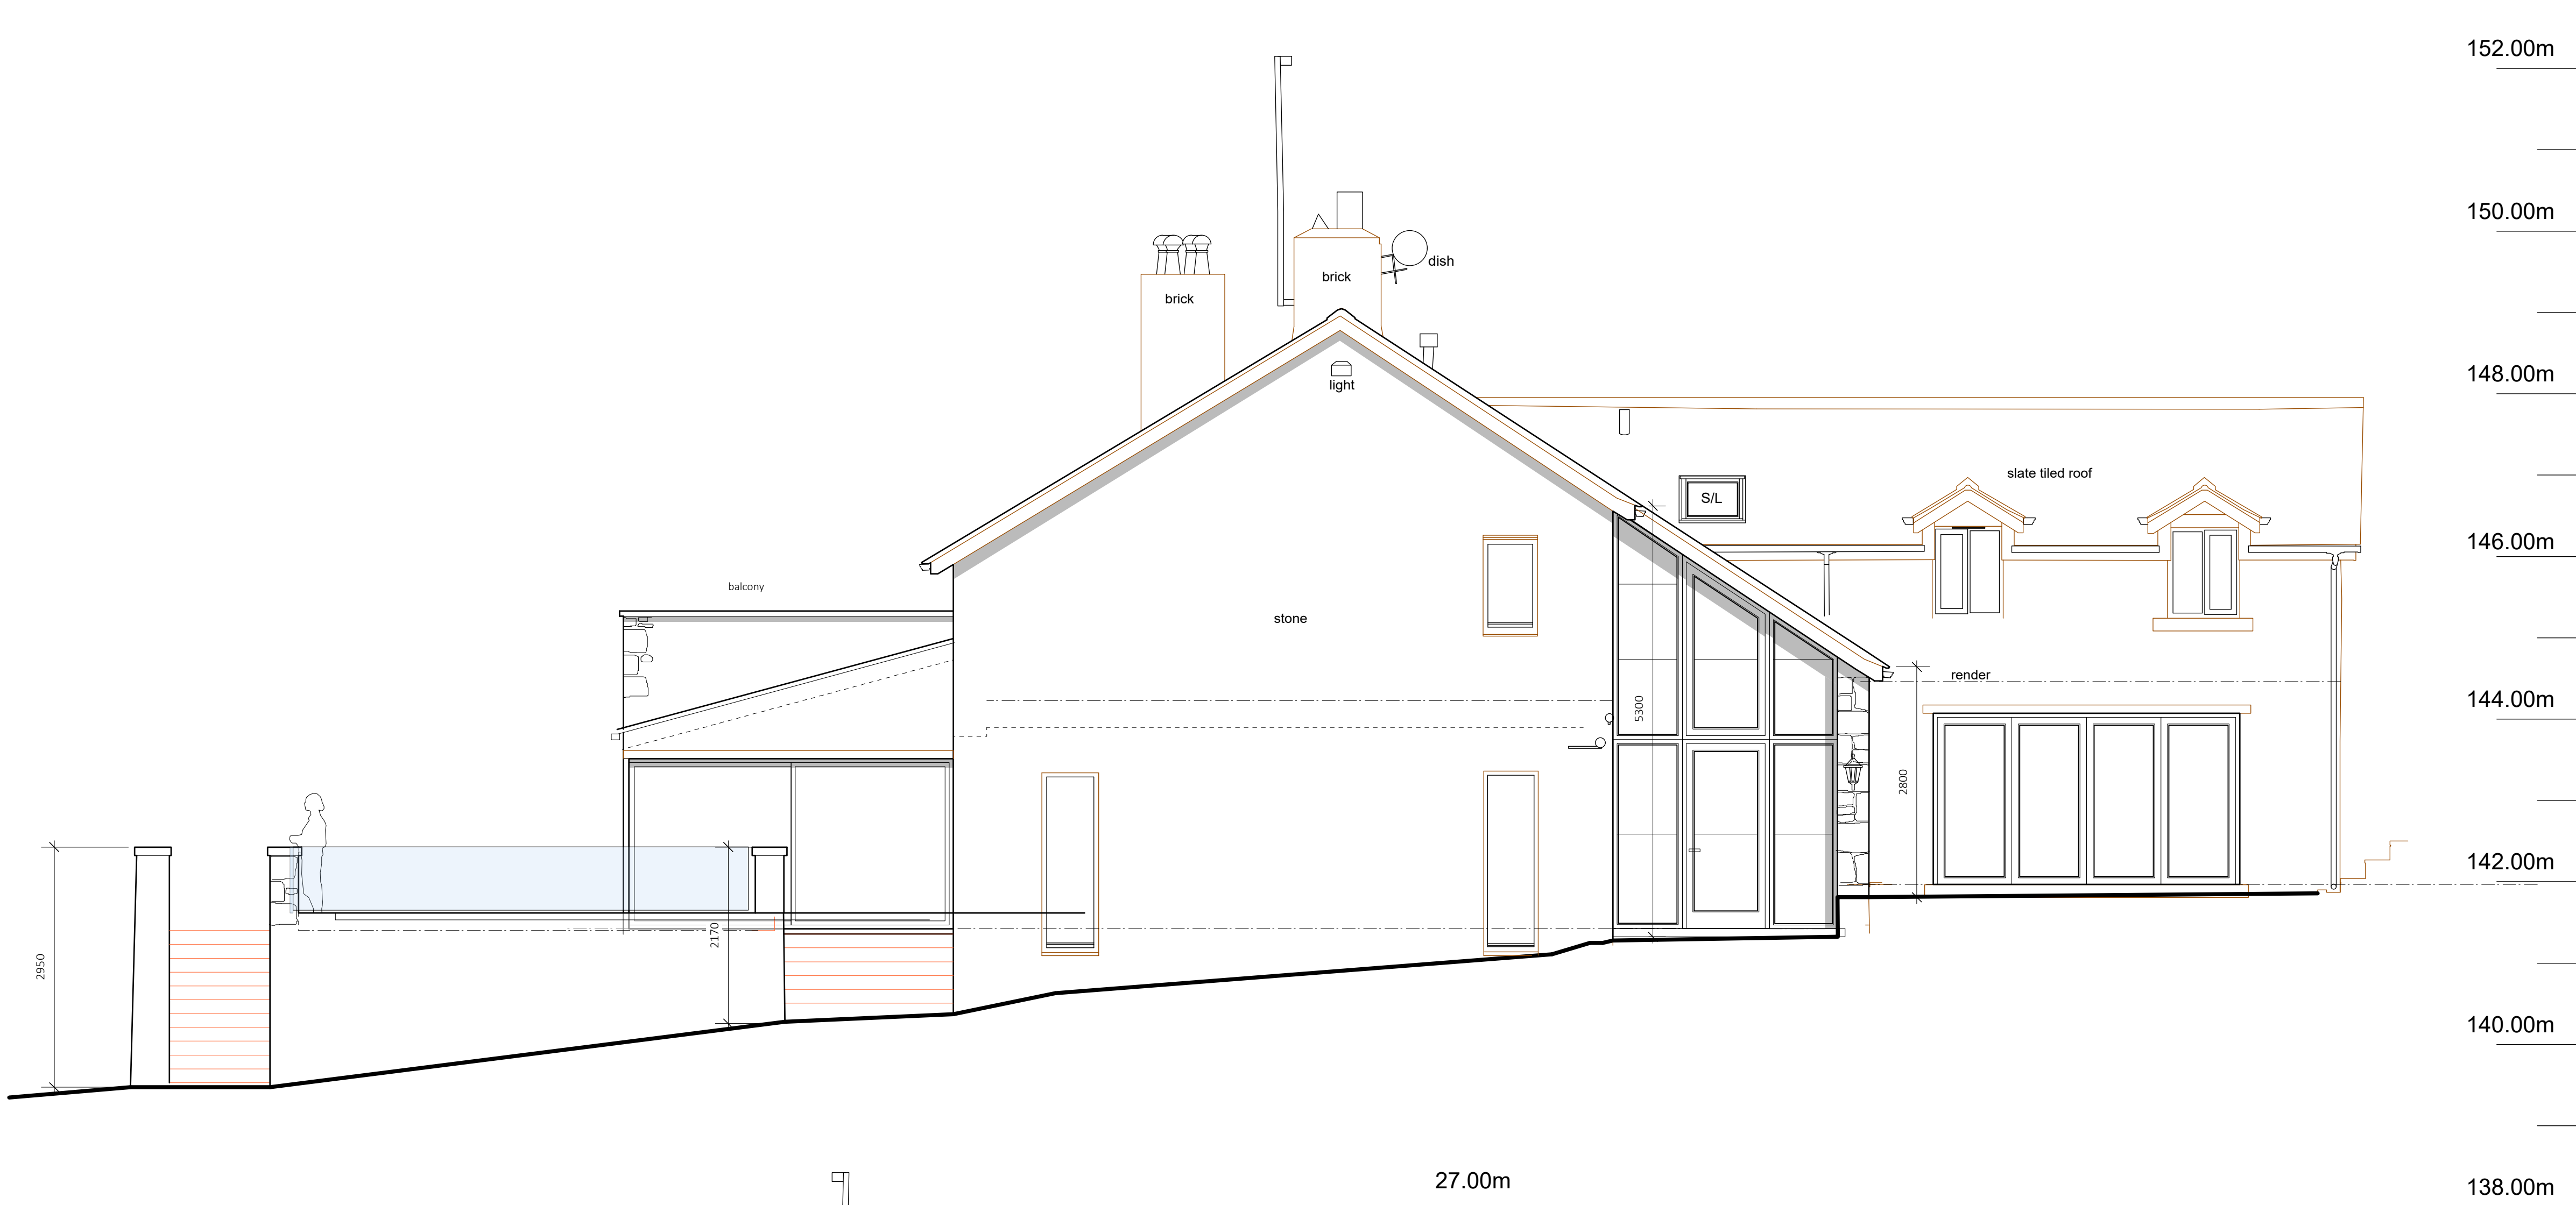 152.00m
150.00m
dish
brick
brick
148.00m
light
slate tiled roof
S/L
146.00m
balcony
stone
render
144.00m
5300
2800
142.00m
2170
2950
140.00m
27.00m
138.00m